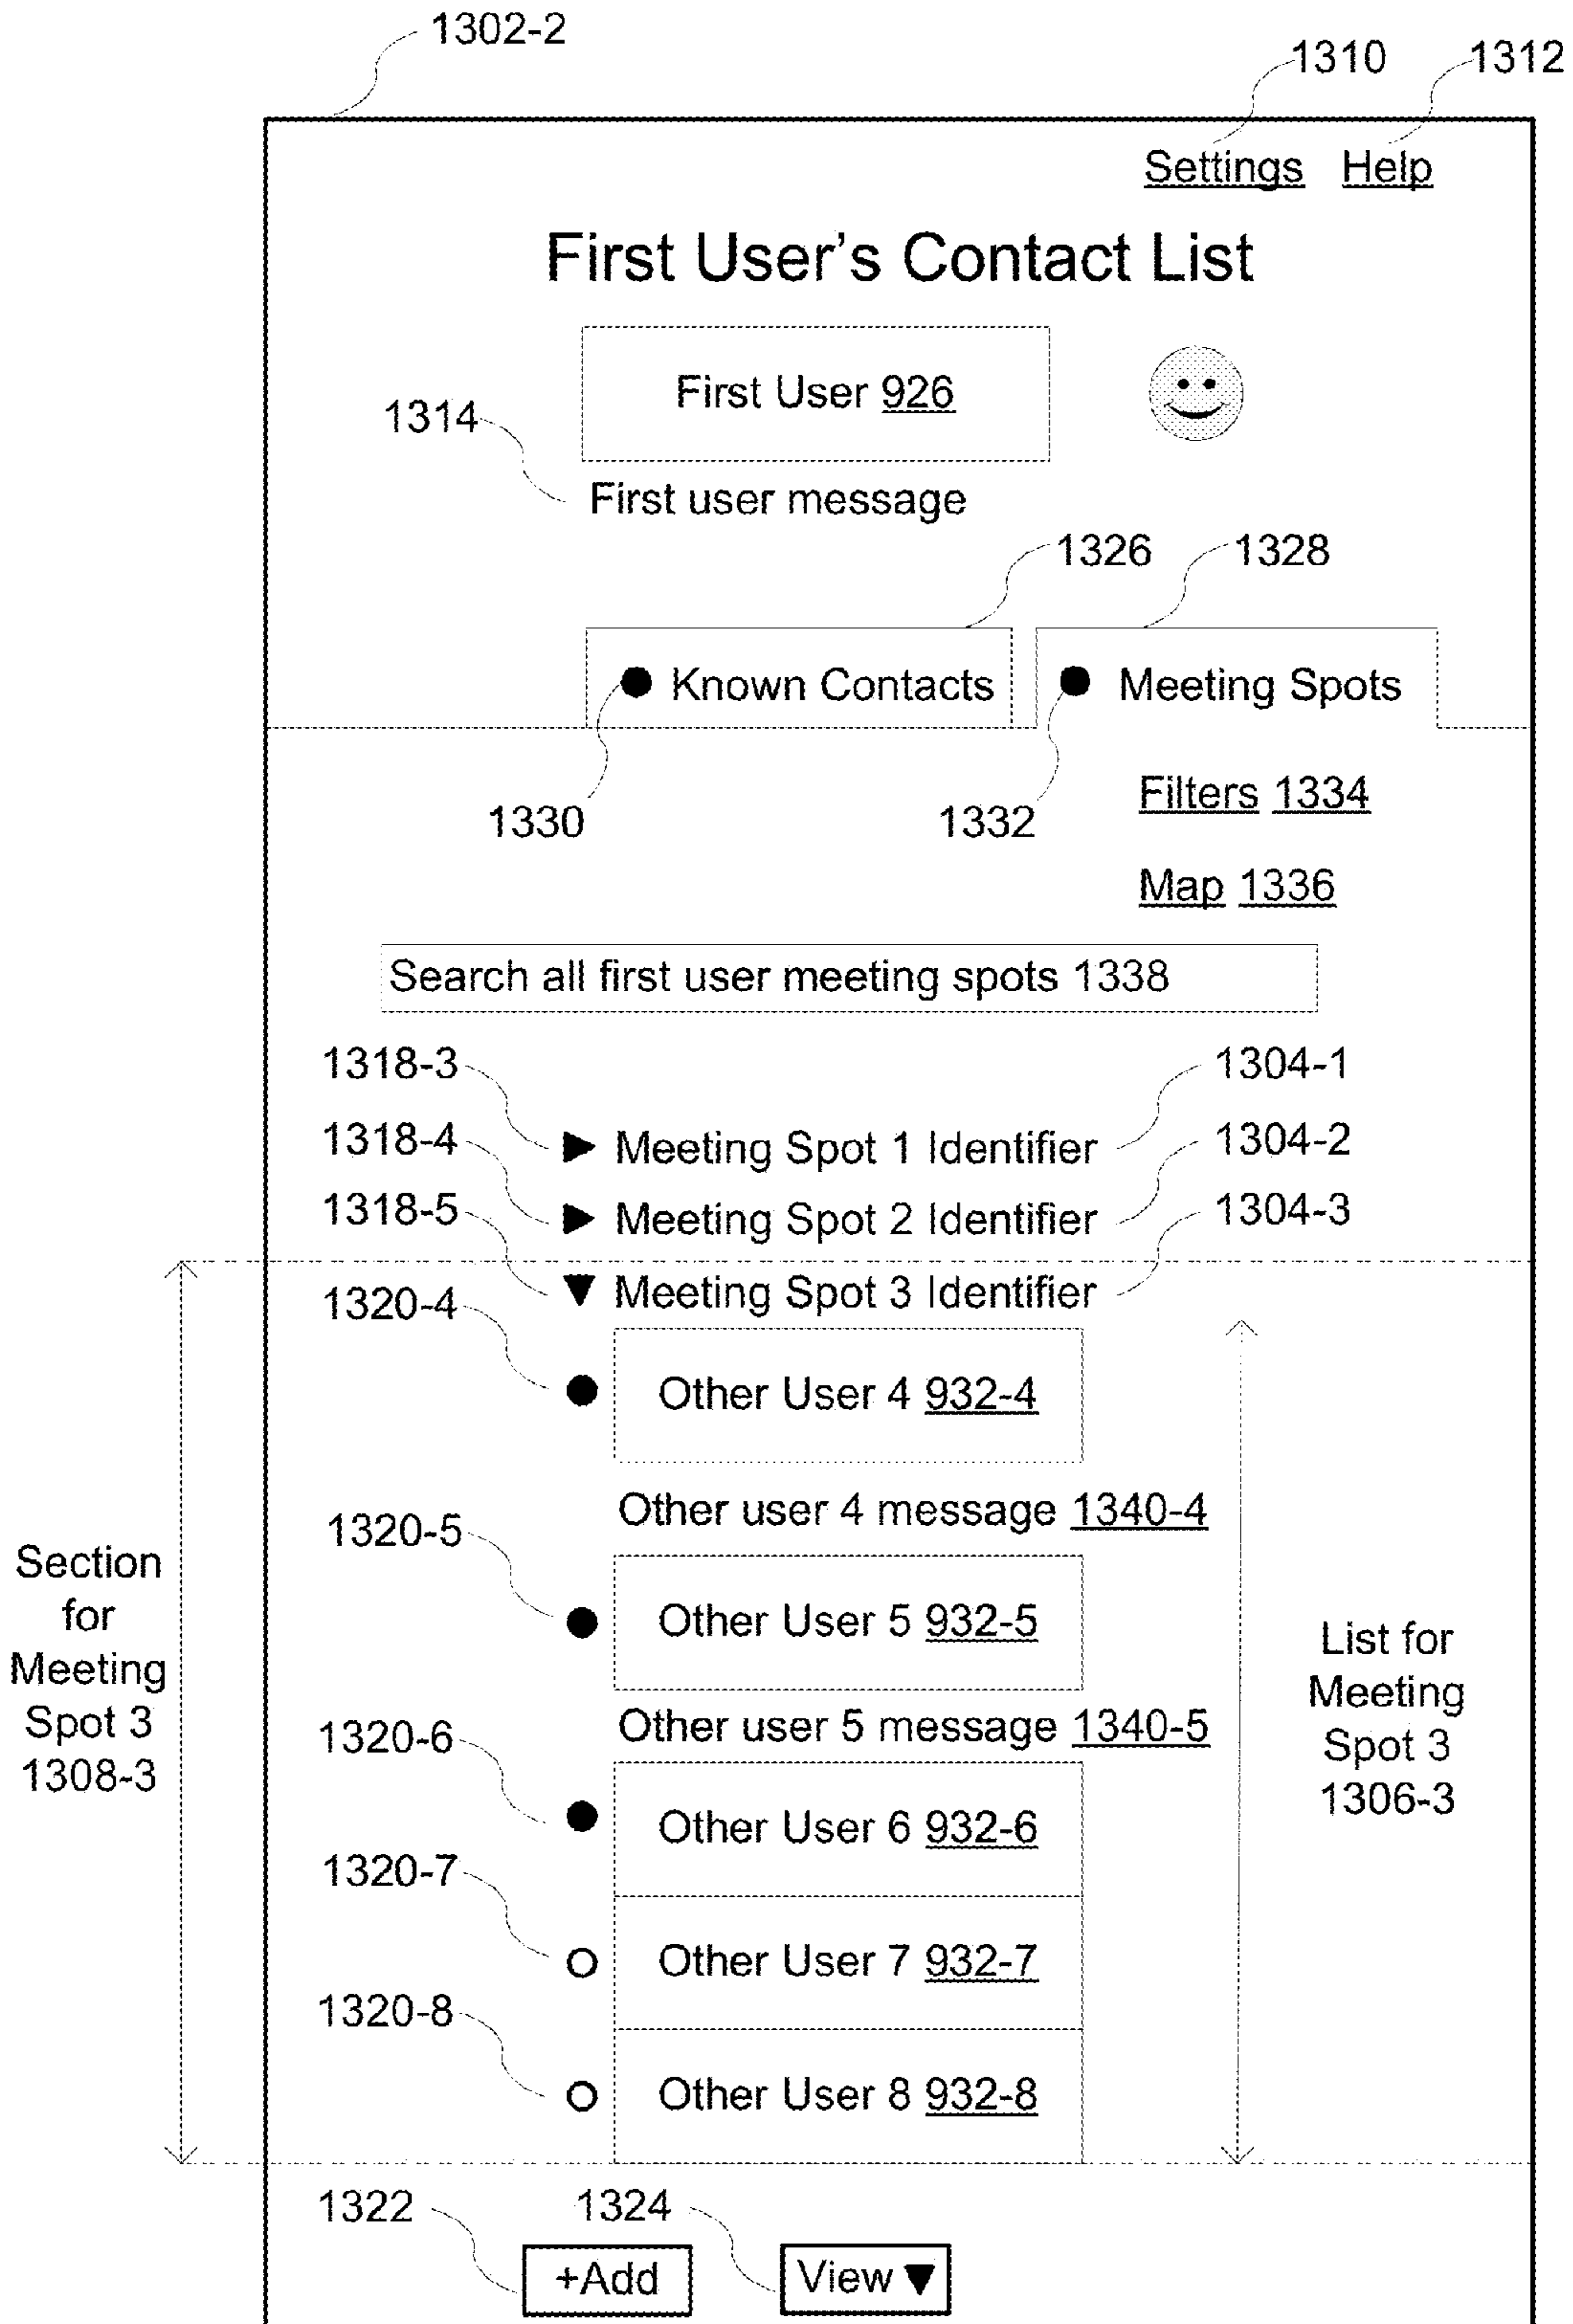 1302-2
1310 1312
Settings Help
First User's Contact List
First User 926
1314
First user message
1326 1328
Known Contacts Meeting Spots
1330 1332
Filters 1334
Map 1336
Search all first user meeting spots 1338
1318-3 1304-1
Meeting Spot 1 Identifier
1318-4 1304-2
Meeting Spot 2 Identifier
1318-5 1304-3
Meeting Spot 3 Identifier
1320-4
Other User 4 932-4
Other user 4 message 1340-4
1320-5
Other User 5 932-5
Other user 5 message 1340-5
1320-6
Other User 6 932-6
1320-7
Other User 7 932-7
1320-8
Other User 8 932-8
Section
for
Meeting
Spot 3
1308-3
List for
Meeting
Spot 3
1306-3
1322 1324
+Add View